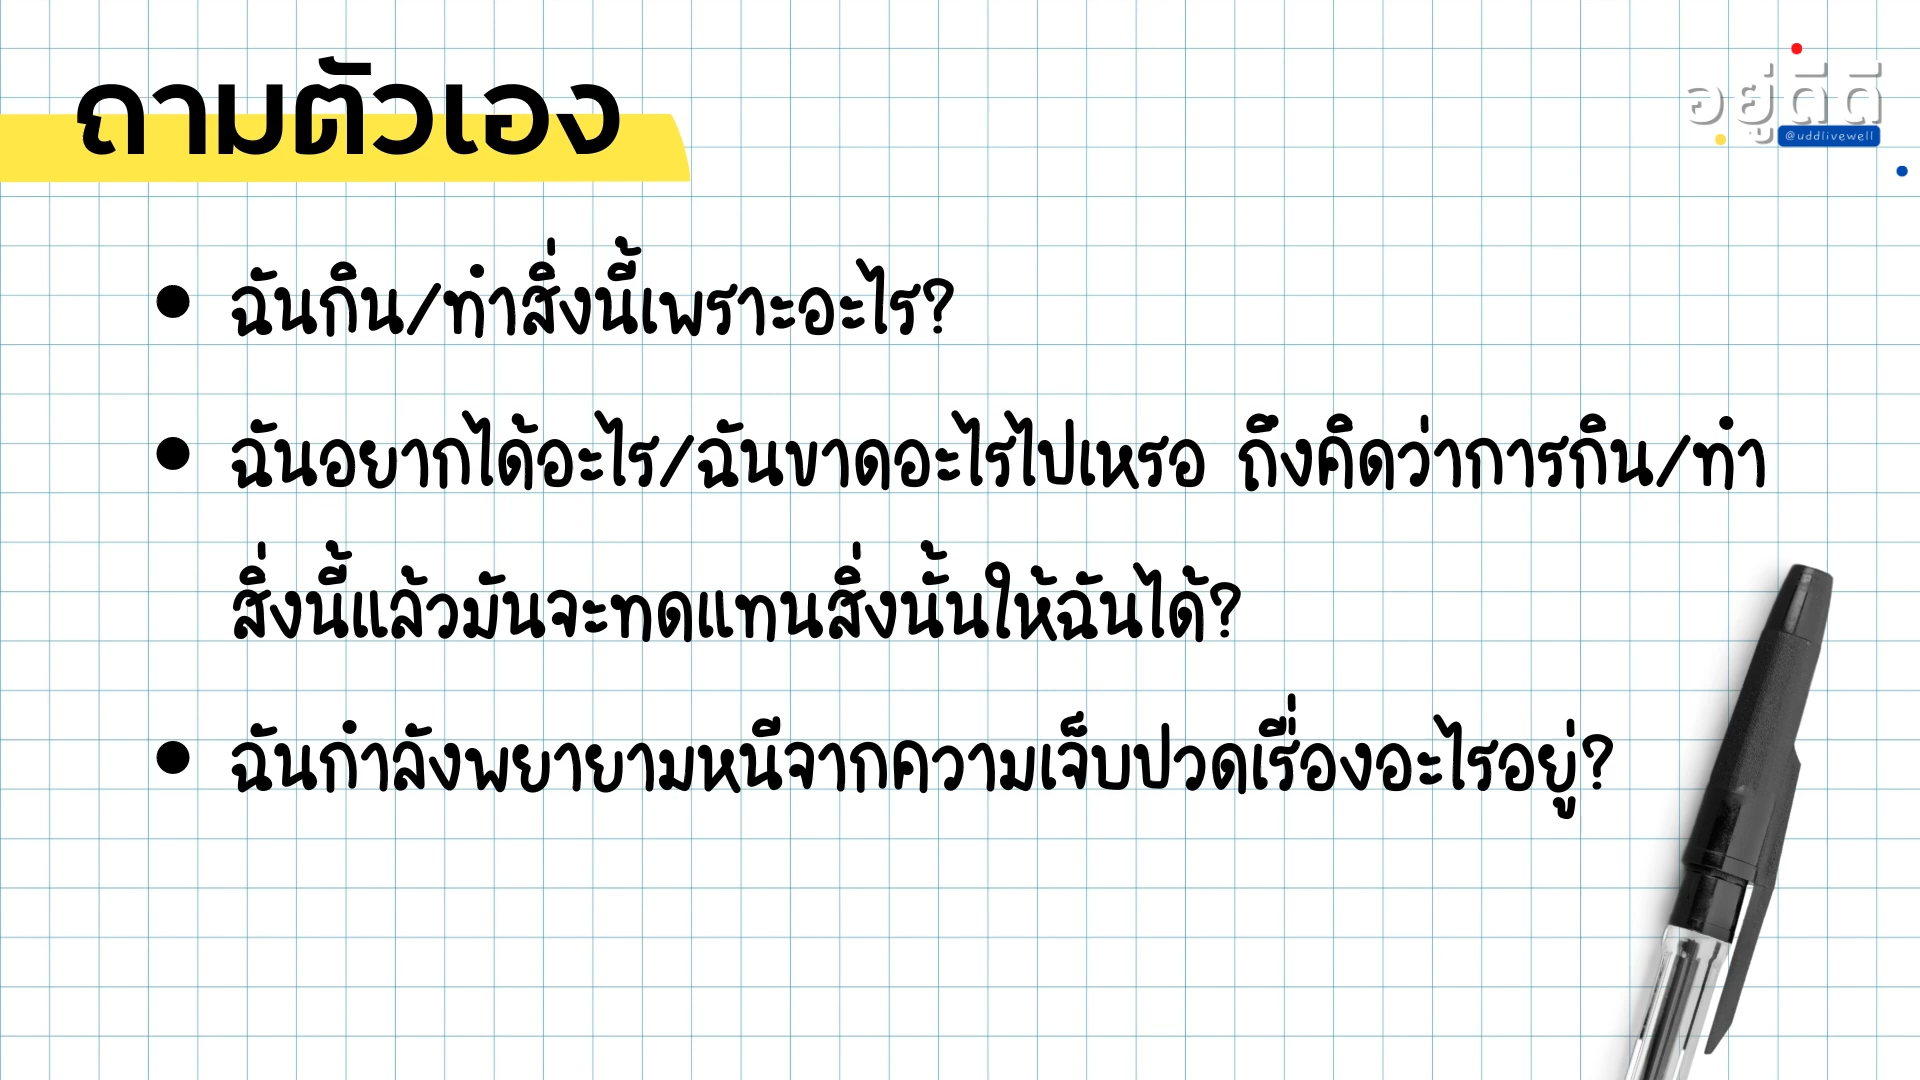 ถามตัวเอง
อยู่ดีดี
@uddlivewell
• ฉันกิน/ทำสิ่งนี้เพราะอะไร?
• ฉันอยากได้อะไร/ฉันขาดอะไรไปเหรอ ถึงคิดว่าการกิน/ทำ
สิ่งนี้แล้วมันจะทดแทนสิ่งนั้นให้ฉันได้?
• ฉันกำลังพยายามหนีจากความเจ็บปวดเรื่องอะไรอยู่?